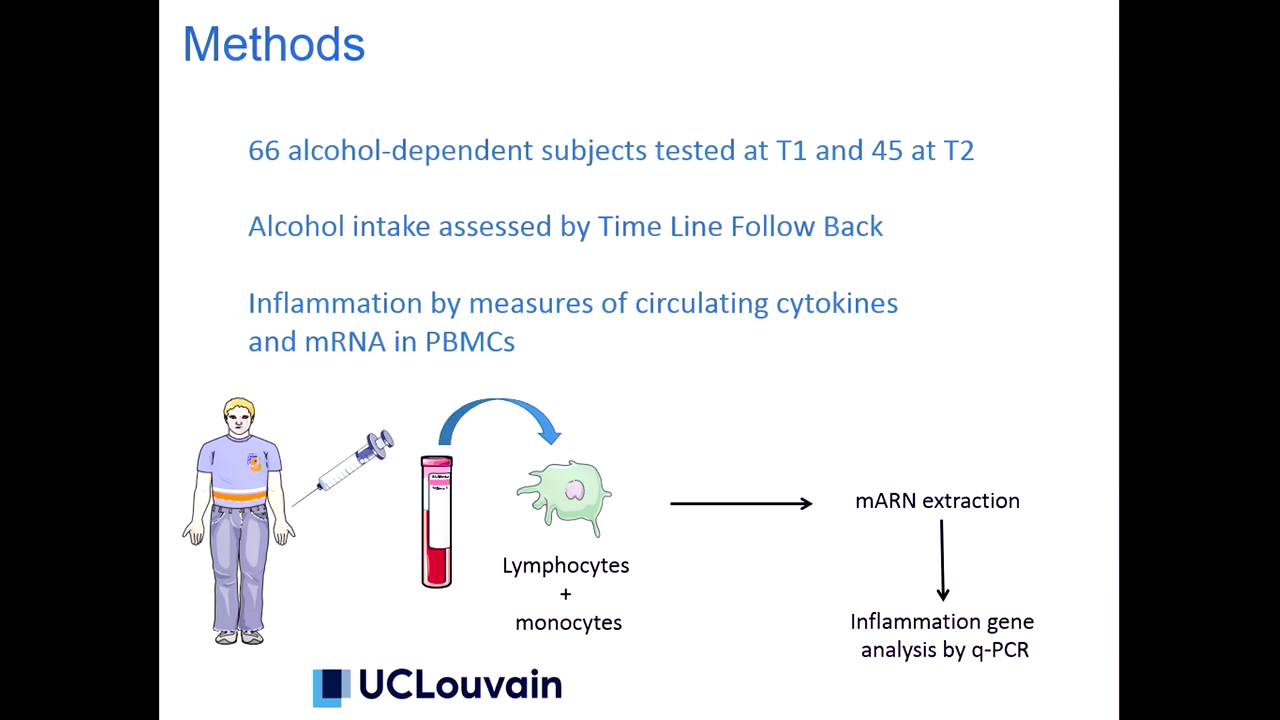 Methods
66 alcohol-dependent subjects tested at T1 and 45 at T2
Alcohol intake assessed by Time Line Follow Back
Inflammation by measures of circulating cytokines
and mRNA in PBMCs
Lymphocytes
+
monocytes
mARN extraction
Inflammation gene
analysis by q-PCR
UCLouvain